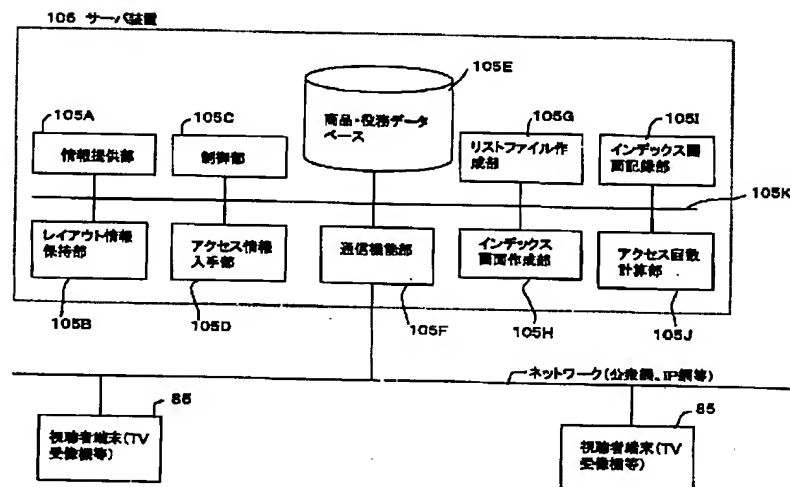 105 サーバ装置
105E
商品・役務データ
ベース
105A
情報提供部
105C
制御部
105G
リストファイル作
成部
105I
インデックス画
面記録部
105K
レイアウト情報
保持部
105B
アクセス情報
入手部
105D
通信機能部
105F
インデックス
画面作成部
105H
アクセス回数
計算部
105J
ネットワーク(公衆網、IP網等)
85
視聴者端末(TV
受像機等)
85
視聴者端末(TV
受像機等)